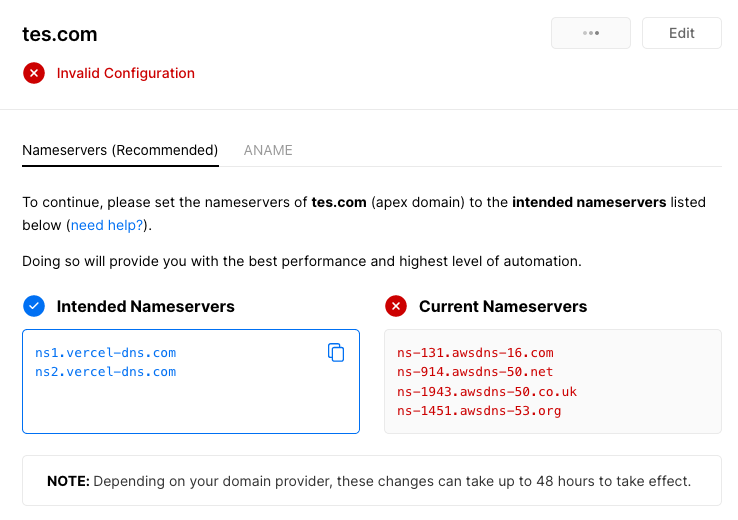 tes.com
Edit
Invalid Configuration
Nameservers (Recommended)
ANAME
To continue, please set the nameservers of tes.com (apex domain) to the intended nameservers listed
below (need help?).
Doing so will provide you with the best performance and highest level of automation.
Intended Nameservers
ns1.vercel-dns.com
ns2.vercel-dns.com
Current Nameservers
ns-131.awsdns-16.com
ns-914.awsdns-50.net
ns-1943.awsdns-50.co.uk
ns-1451.awsdns-53.org
NOTE: Depending on your domain provider, these changes can take up to 48 hours to take effect.